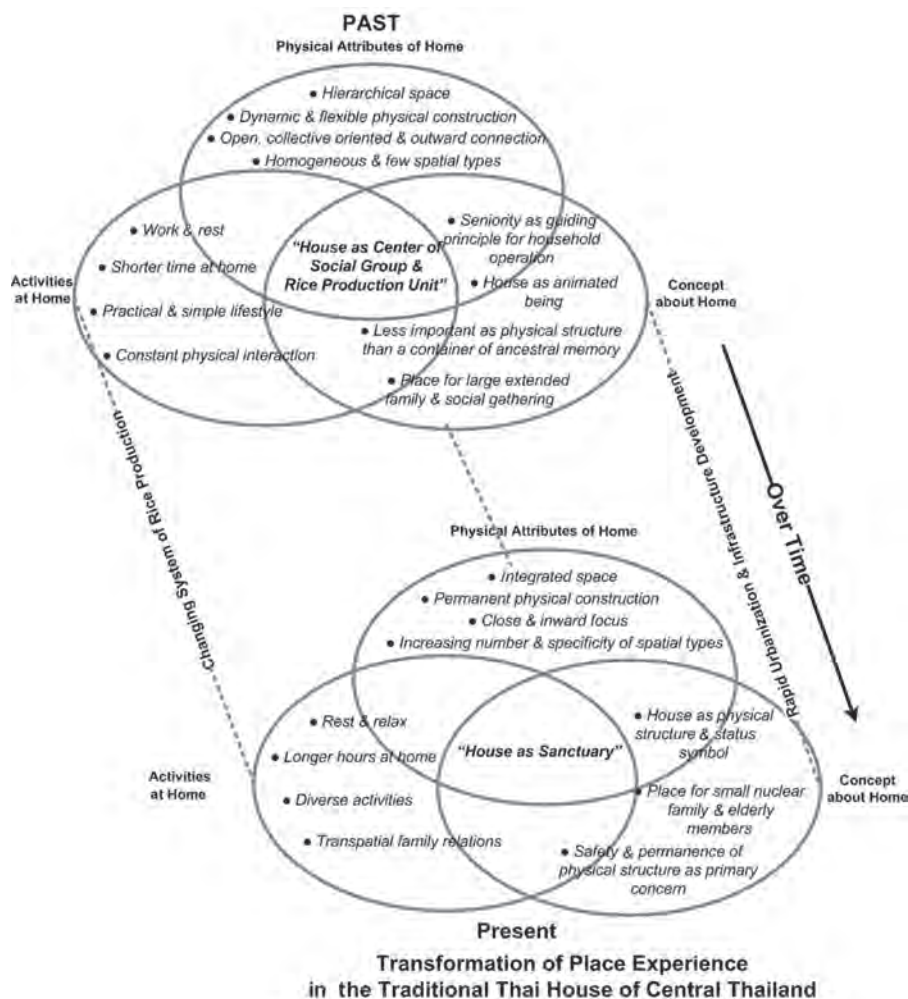 PAST
Physical Attributes of Home
• Hierarchical space
• Dynamic & flexible physical construction
• Open, collective oriented & outward connection
• Homogeneous & few spatial types
Activities
at Home
• Work & rest
• Shorter time at home
• Practical & simple lifestyle
• Constant physical interaction
"House as Center of
Social Group &
Rice Production Unit"
• Seniority as guiding
principle for household
operation
• House as animated
being
• Less important as physical structure
than a container of ancestral memory
• Place for large extended
family & social gathering
Concept
about Home
Changing System of Rice Production
Rapid Urbanization & Infrastructure Development
Over Time
Physical Attributes of Home
• Integrated space
• Permanent physical construction
• Close & inward focus
• Increasing number & specificity of spatial types
Activities
at Home
• Rest & relax
• Longer hours at home
• Diverse activities
• Transpatial family relations
"House as Sanctuary"
• House as physical
structure & status
symbol
• Place for small nuclear
family & elderly
members
• Safety & permanence of
physical structure as primary
concern
Concept
about Home
Present
Transformation of Place Experience
in the Traditional Thai House of Central Thailand